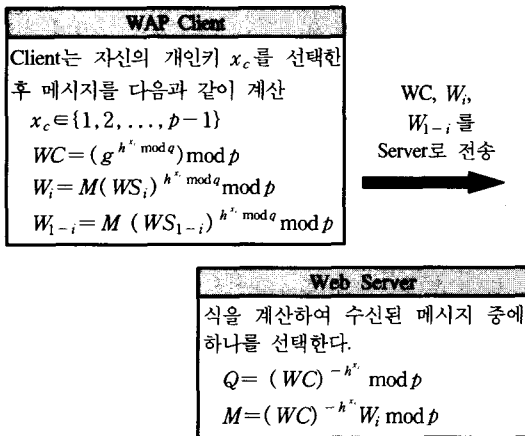 WAP Client
Client는 자신의 개인키 x_c를 선택한
후 메시지를 다음과 같이 계산
x_c∈{1,2,...,p−1}
WC=(g^{h^{x_c} mod q}) mod p
W_i=M(WS_i)^{h^{x_c} mod q} mod p
W_{1−i}=M (WS_{1−i})^{h^{x_c} mod q} mod p
WC, W_i,
W_{1−i}를
Server로 전송
Web Server
식을 계산하여 수신된 메시지 중에
하나를 선택한다.
Q=(WC)^{−h^{x_c}} mod p
M=(WC)^{−h^{x_c}} W_i mod p